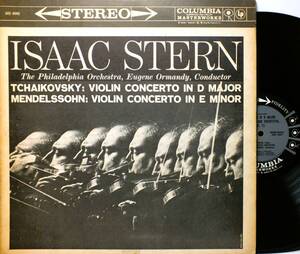 STEREO
COLUMBIA
MASTERWORKS
ISAAC STERN
The Philadelphia Orchestra, Eugene Ormandy, Conductor
TCHAIKOVSKY: VIOLIN CONCERTO IN D MAJOR
MENDELSSOHN: VIOLIN CONCERTO IN E MINOR
COLUMBIA